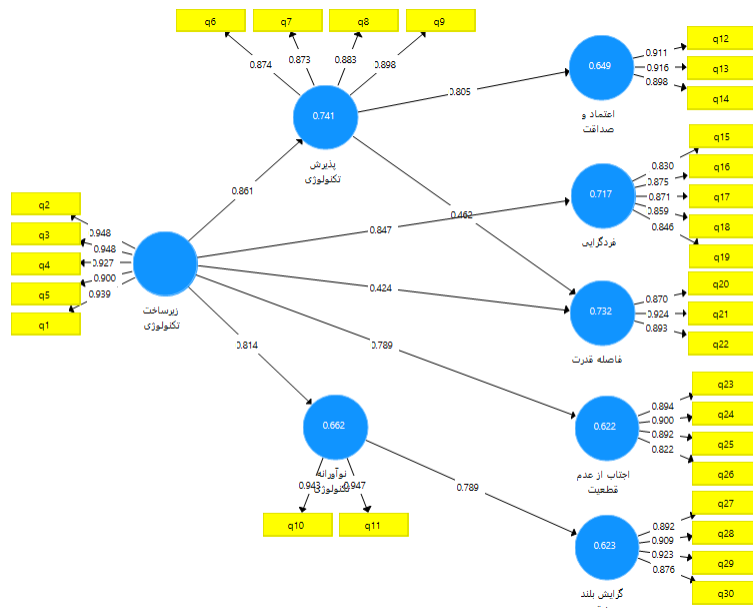 q6
q7
q8
q9
0.874
0.873
0.883
0.898
0.741
پذیرش
تکنولوژی
0.805
0.649
اعتماد و
صداقت
0.911
0.916
0.898
q12
q13
q14
0.861
0.847
0.462
0.424
0.789
0.814
q2
q3
q4
q5
q1
0.948
0.948
0.927
0.900
0.939
زیرساخت
تکنولوژی
0.717
فردگرایی
0.830
0.875
0.871
0.859
0.846
q15
q16
q17
q18
q19
0.732
فاصله قدرت
0.870
0.924
0.893
q20
q21
q22
0.622
اجتاب از عدم
قطعیت
0.894
0.900
0.892
0.822
q23
q24
q25
q26
0.662
نوآورانه
تکنولوژی
0.943
0.947
q10
q11
0.789
0.623
گرایش بلند
0.892
0.909
0.923
0.876
q27
q28
q29
q30